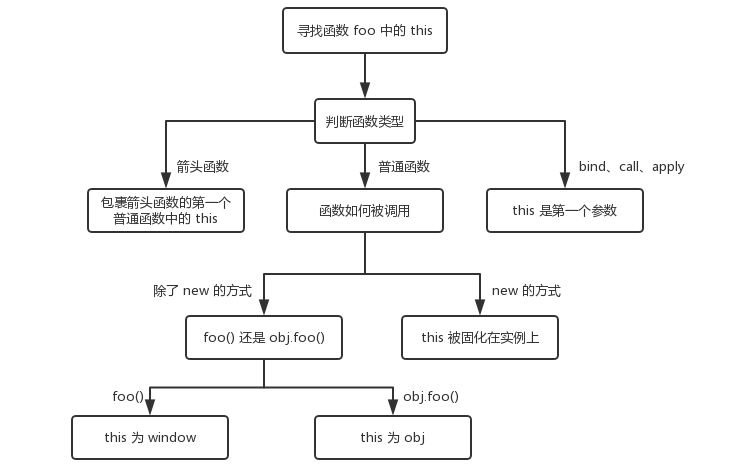 寻找函数 foo 中的 this
判断函数类型
箭头函数
普通函数
bind、call、apply
包裹箭头函数的第一个
普通函数中的 this
函数如何被调用
this 是第一个参数
除了 new 的方式
new 的方式
foo() 还是 obj.foo()
this 被固化在实例上
foo()
obj.foo()
this 为 window
this 为 obj